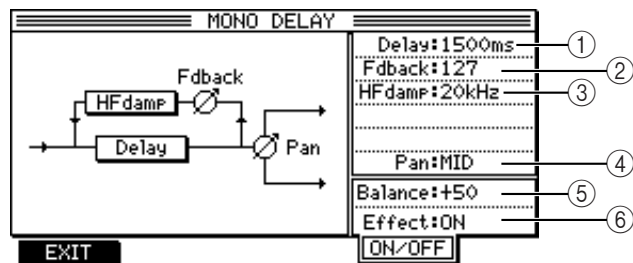 MONO DELAY
Delay:1500ms ①
Fdback:127 ②
HFdamp:20kHz ③
Pan:MID ④
Balance:+50 ⑤
Effect:ON ⑥
Fdback
HFdamp
Delay
Pan
EXIT
ON/OFF